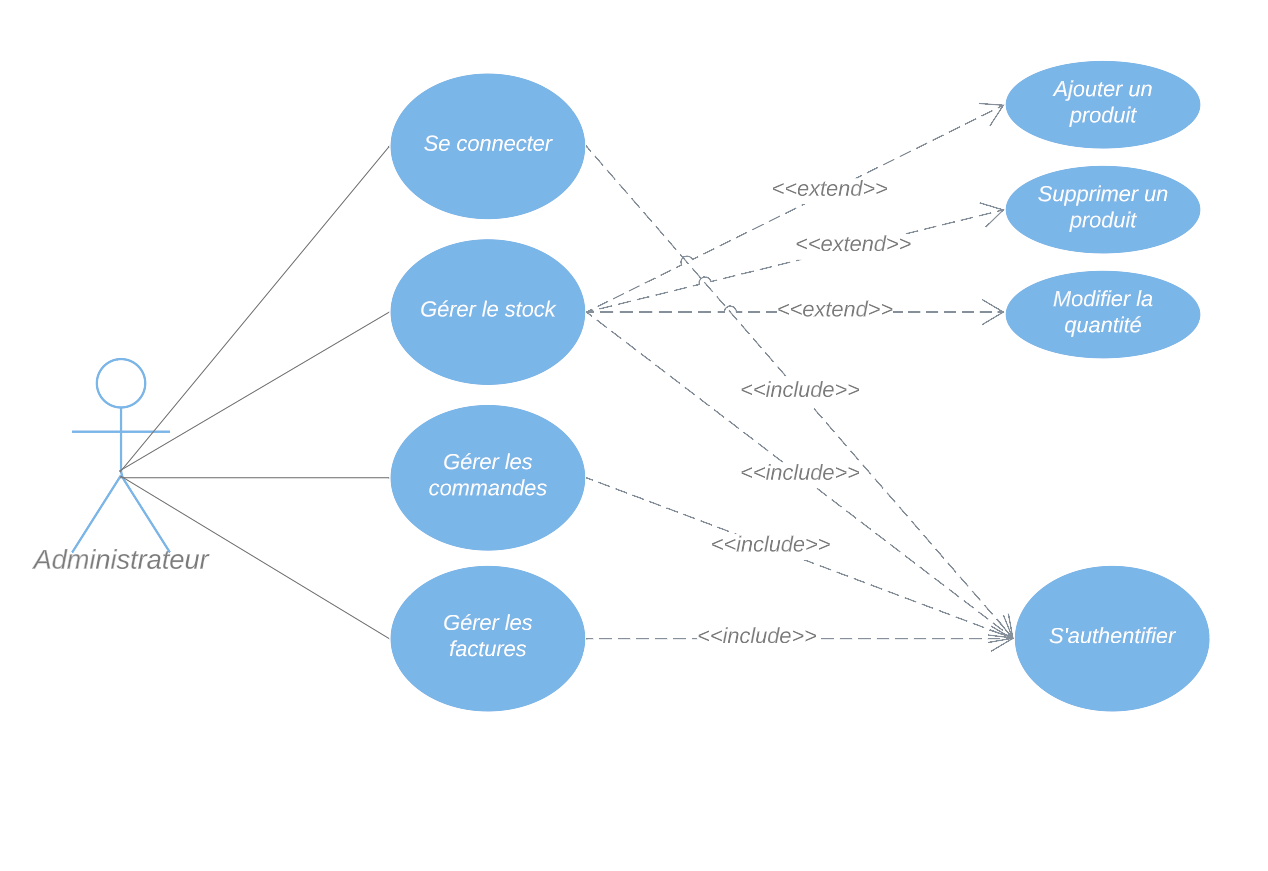 Se connecter
Gérer le stock
Gérer les
commandes
Gérer les
factures
Administrateur
<<extend>>
<<extend>>
<<extend>>
<<include>>
<<include>>
<<include>>
<<include>>
Ajouter un
produit
Supprimer un
produit
Modifier la
quantité
S'authentifier